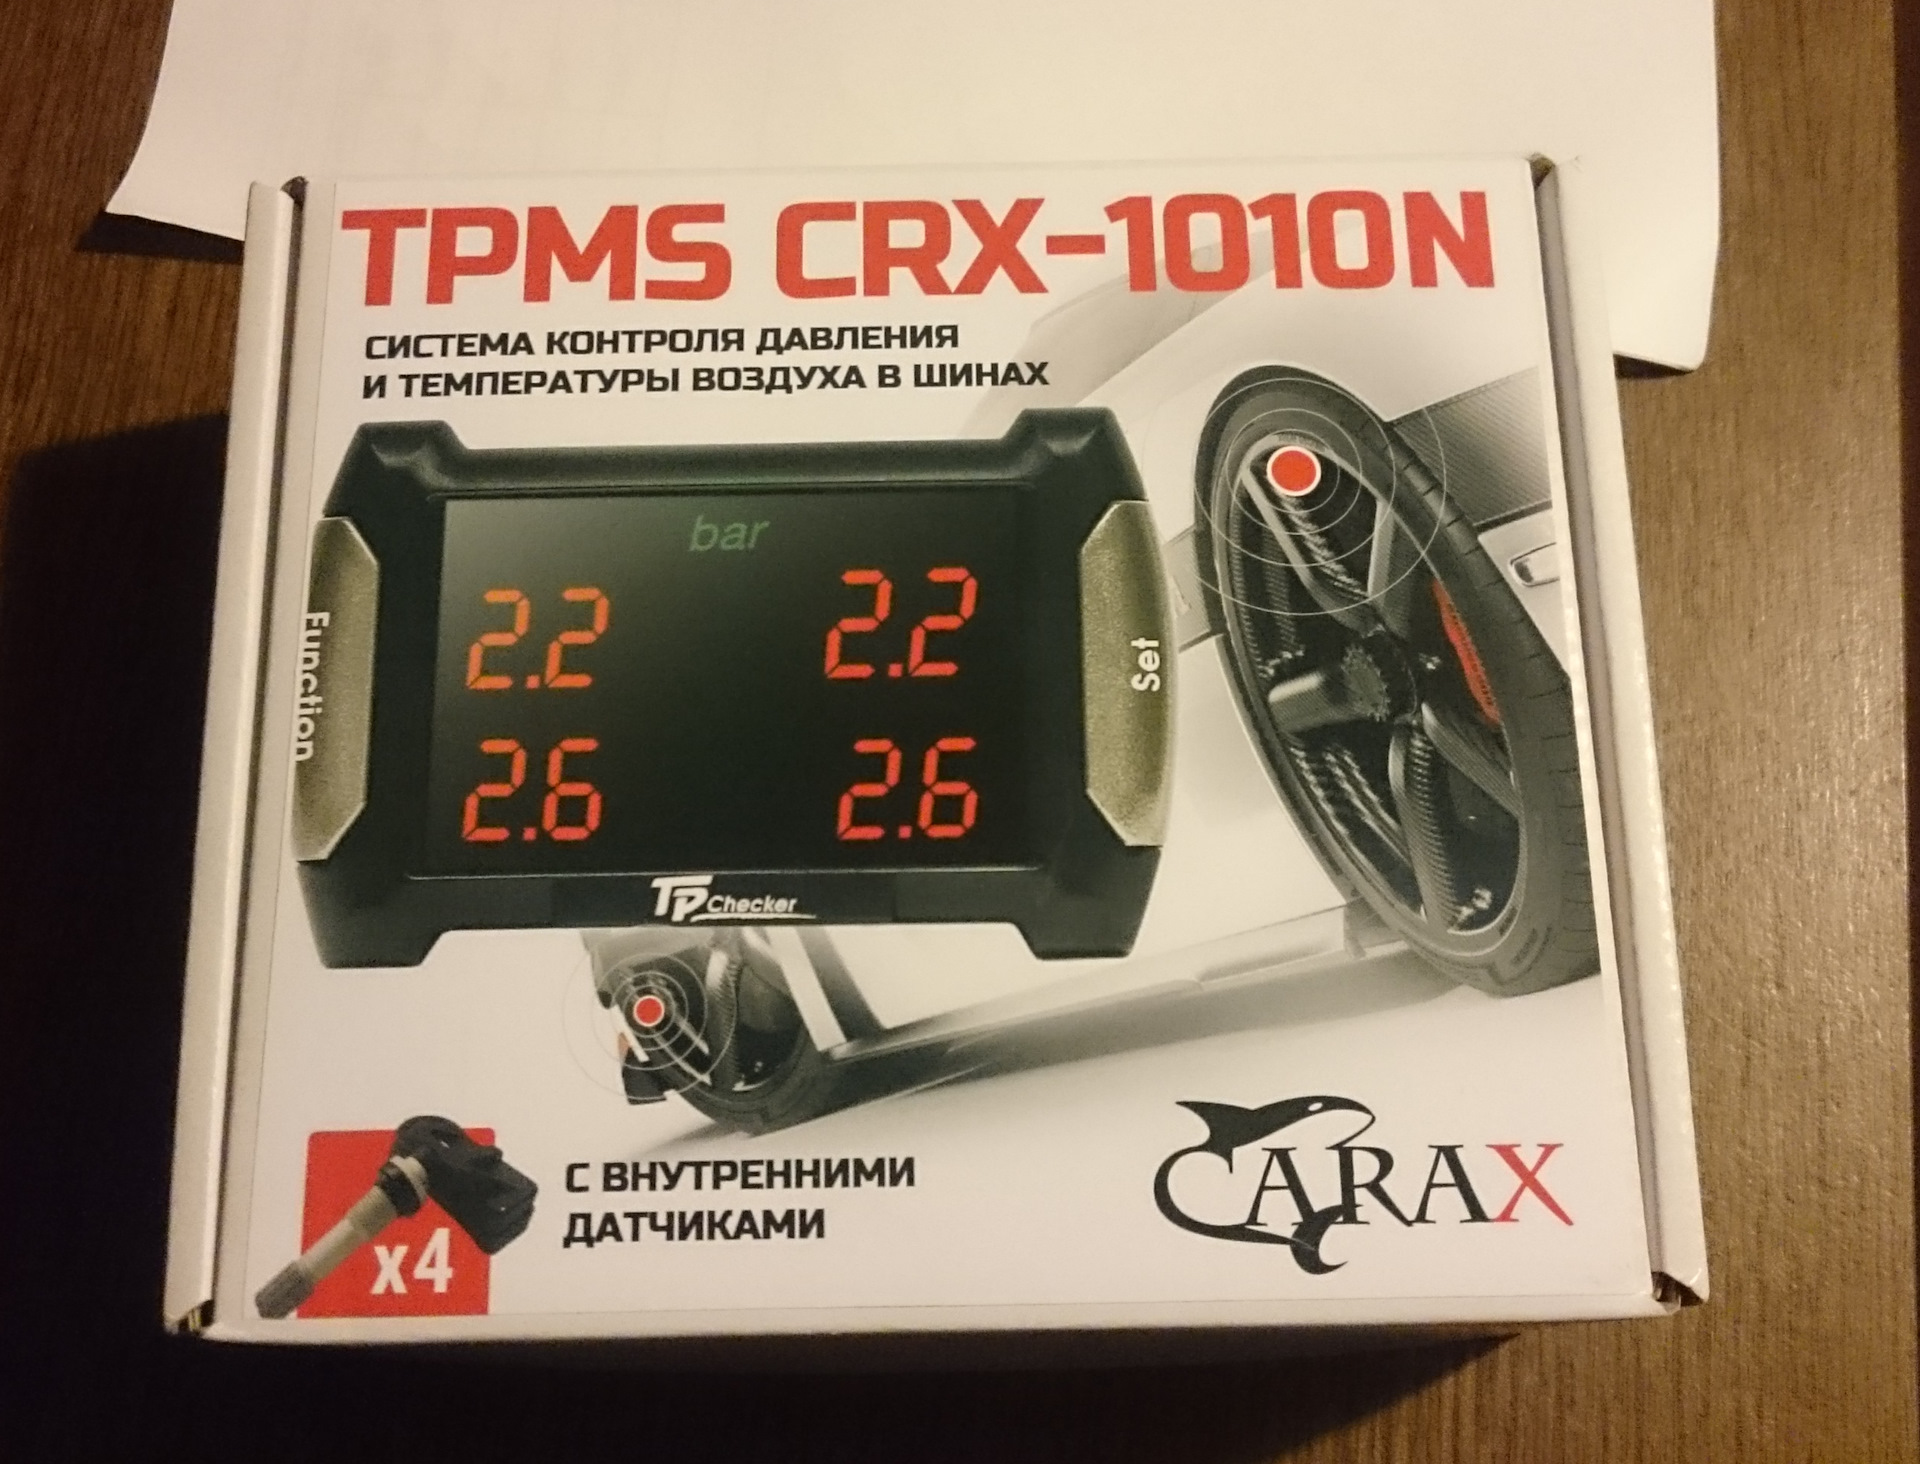 TPMS CRX-1010N
СИСТЕМА КОНТРОЛЯ ДАВЛЕНИЯ
И ТЕМПЕРАТУРЫ ВОЗДУХА В ШИНАХ
bar
2.2 2.2
Function
Set
2.6 2.6
TP Checker
x4
С ВНУТРЕННИМИ
ДАТЧИКАМИ
CARAX